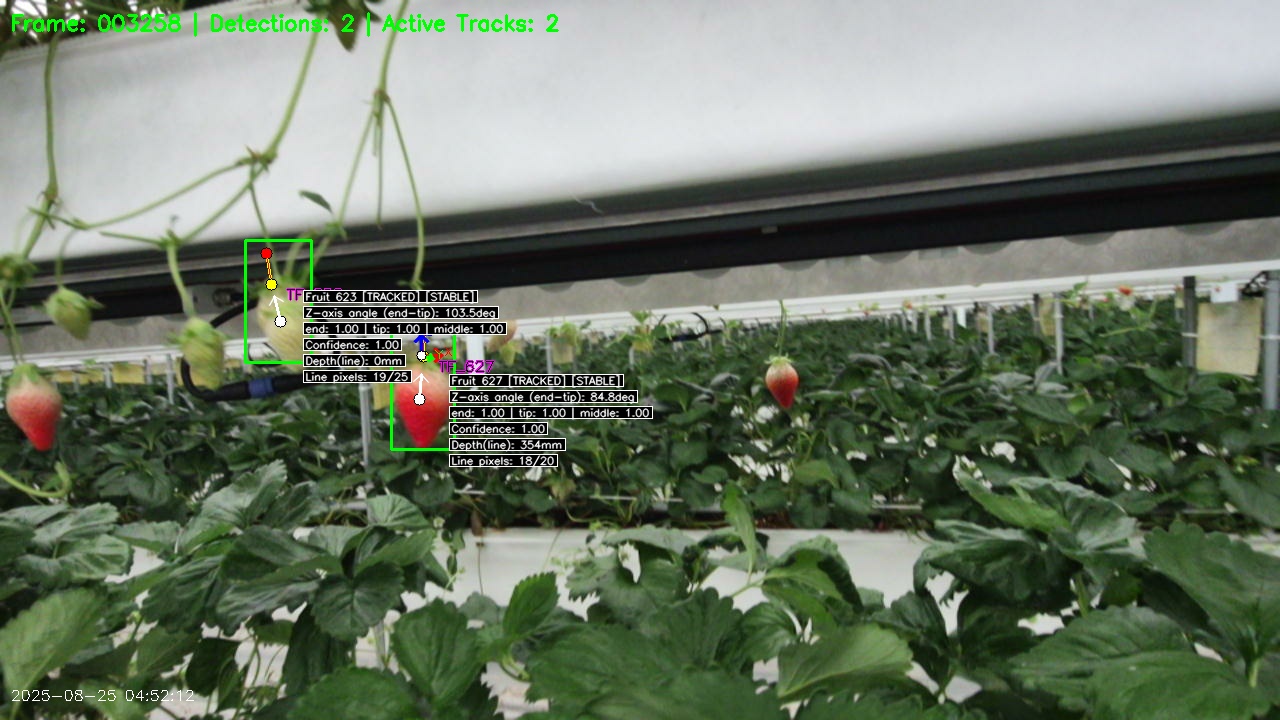 Frame: 003258 | Detections: 2 | Active Tracks: 2
Fruit 623 [TRACKED] [STABLE]
Z-axis angle (end-tip): 103.5deg
end: 1.00 | tip: 1.00 | middle: 1.00
Confidence: 1.00
Depth(line): 0mm
Line pixels: 19/25
TF_627
Fruit 627 [TRACKED] [STABLE]
Z-axis angle (end-tip): 84.8deg
end: 1.00 | tip: 1.00 | middle: 1.00
Confidence: 1.00
Depth(line): 354mm
Line pixels: 18/20
2025-08-25 04:52:12